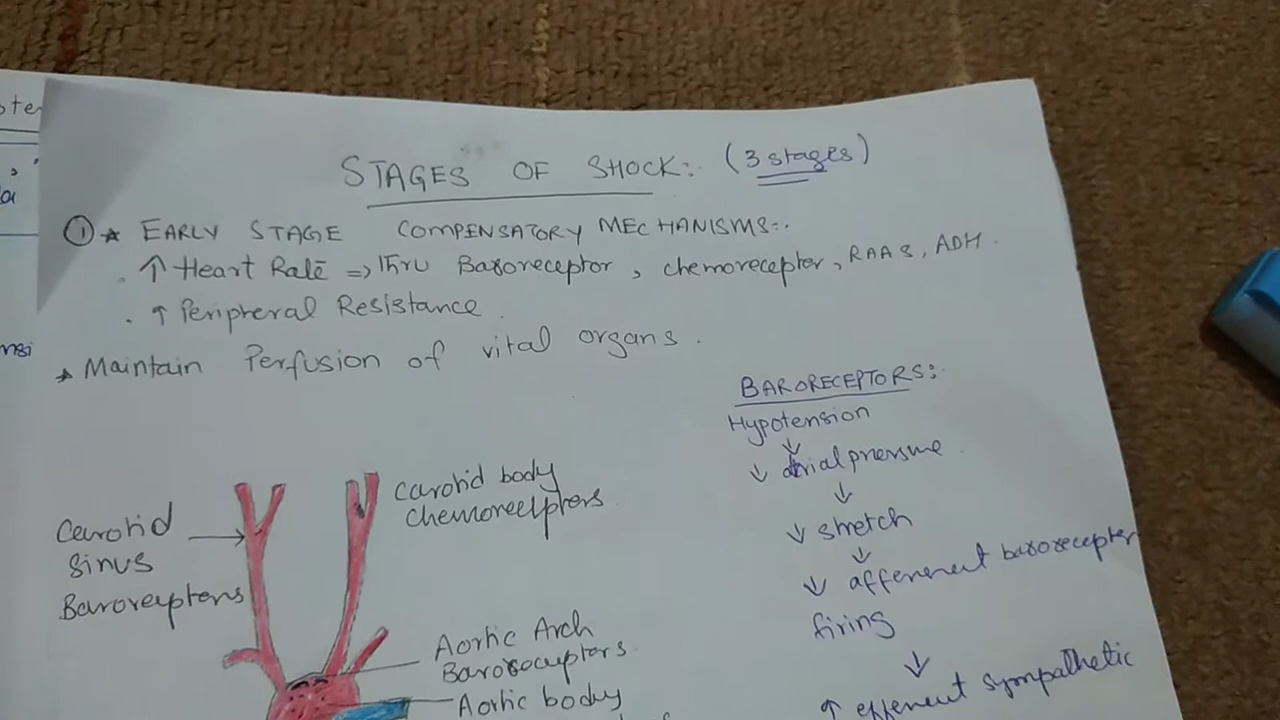 STAGES OF SHOCK:. (3 stages)
① ★ EARLY STAGE COMPENSATORY MECHANISMS:.
. ↑ Heart Rate => Thru Baroreceptor, chemoreceptor, RAAS, ADH.
. ↑ Peripheral Resistance.
★ Maintain Perfusion of vital organs.
Carotid
sinus
Baroreceptors
Carotid body
chemoreceptors
Aortic Arch
Baroreceptors
Aortic body
BARORECEPTORS:
Hypotension
↓
↓ atrial pressure
↓
↓ stretch
↓
↓ afferent baroreceptor
firing
↓
↑ efferent sympathetic